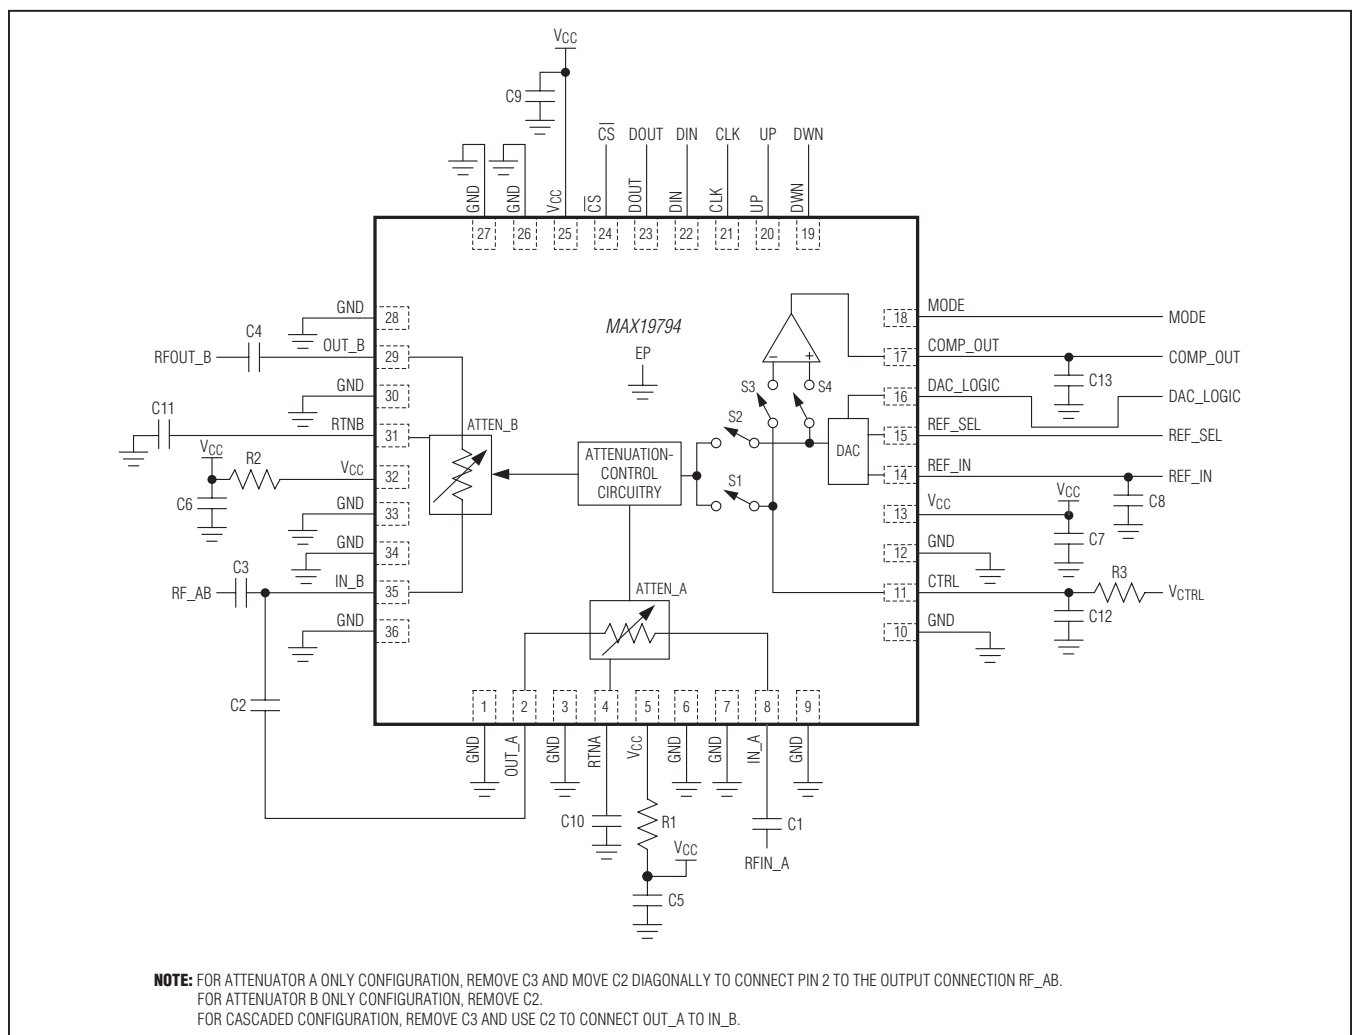 VCC
C9
CS DOUT DIN CLK UP DWN
GND GND VCC CS DOUT DIN CLK UP DWN
27 26 25 24 23 22 21 20 19
GND 28
RFOUT_B C4 OUT_B 29
GND 30
C11 RTNB 31
VCC R2 VCC 32
C6
GND 33
GND 34
RF_AB C3 IN_B 35
GND 36
C2
MAX19794
EP
ATTEN_B
ATTENUATION-
CONTROL
CIRCUITRY
S3 S4
S2
S1
− +
DAC
ATTEN_A
18 MODE MODE
17 COMP_OUT COMP_OUT
C13
16 DAC_LOGIC DAC_LOGIC
15 REF_SEL REF_SEL
14 REF_IN REF_IN
C8
13 VCC VCC
C7
12 GND
11 CTRL R3 VCTRL
C12
10 GND
1 2 3 4 5 6 7 8 9
GND OUT_A GND RTNA VCC GND GND IN_A GND
C10 R1 C1
VCC RFIN_A
C5
NOTE: FOR ATTENUATOR A ONLY CONFIGURATION, REMOVE C3 AND MOVE C2 DIAGONALLY TO CONNECT PIN 2 TO THE OUTPUT CONNECTION RF_AB.
FOR ATTENUATOR B ONLY CONFIGURATION, REMOVE C2.
FOR CASCADED CONFIGURATION, REMOVE C3 AND USE C2 TO CONNECT OUT_A TO IN_B.